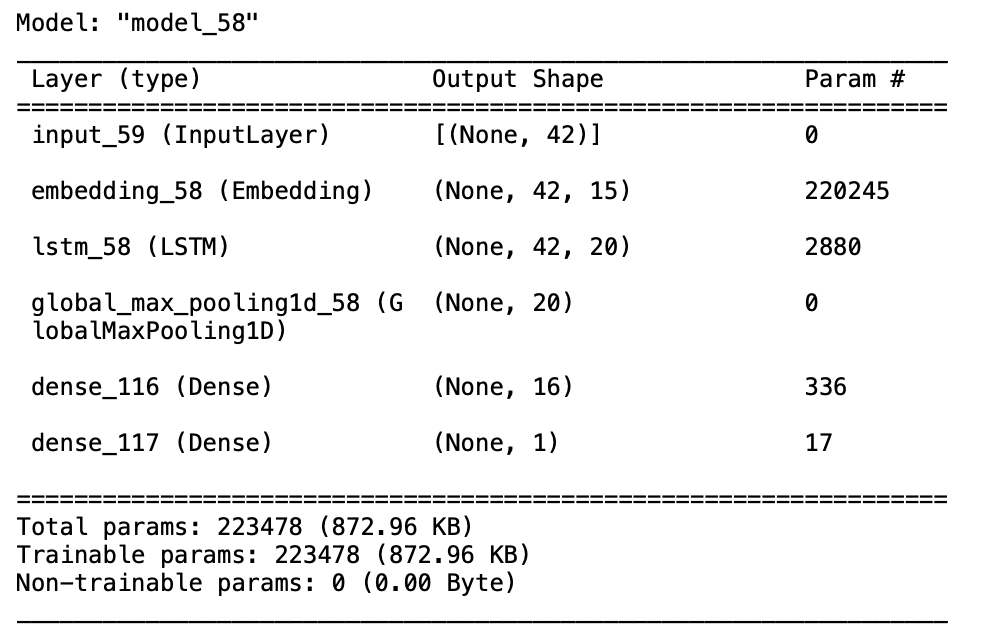 Model: "model_58"
Layer (type) Output Shape Param #
input_59 (InputLayer) [(None, 42)] 0
embedding_58 (Embedding) (None, 42, 15) 220245
lstm_58 (LSTM) (None, 42, 20) 2880
global_max_pooling1d_58 (G (None, 20) 0
lobalMaxPooling1D)
dense_116 (Dense) (None, 16) 336
dense_117 (Dense) (None, 1) 17
Total params: 223478 (872.96 KB)
Trainable params: 223478 (872.96 KB)
Non-trainable params: 0 (0.00 Byte)